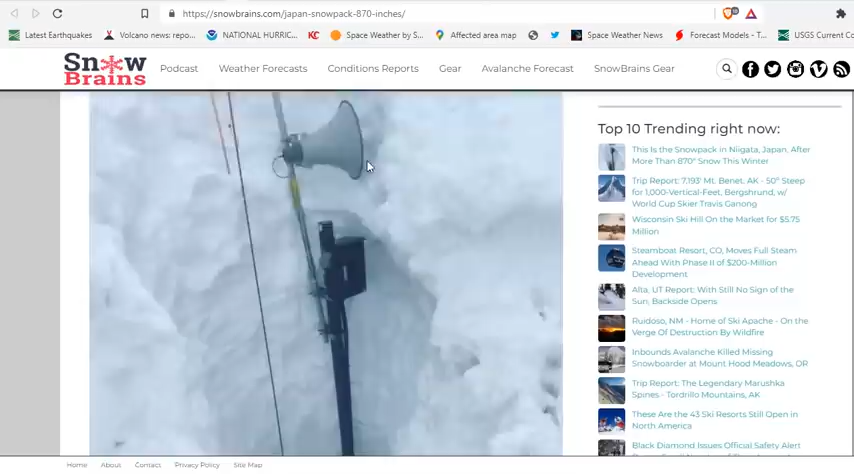 https://snowbrains.com/japan-snowpack-870-inches/
Latest Earthquakes
Volcano news: repo...
NATIONAL HURRIC...
KC
Space Weather by S...
Affected area map
Space Weather News
Forecast Models - T...
USGS Current Co
Snow
Brains
Podcast
Weather Forecasts
Conditions Reports
Gear
Avalanche Forecast
SnowBrains Gear
Top 10 Trending right now:
This Is the Snowpack in Niigata, Japan, After
More Than 870" Snow This Winter
Trip Report: 7,193' Mt. Benet, AK - 50º Steep
for 1,000-Vertical-Feet, Bergshrund, w/
World Cup Skier Travis Ganong
Wisconsin Ski Hill On the Market for $5.75
Million
Steamboat Resort, CO, Moves Full Steam
Ahead With Phase II of $200-Million
Development
Alta, UT Report: With Still No Sign of the
Sun, Backside Opens
Ruidoso, NM - Home of Ski Apache - On the
Verge Of Destruction By Wildfire
Inbounds Avalanche Killed Missing
Snowboarder at Mount Hood Meadows, OR
Trip Report: The Legendary Marushka
Spines - Tordrillo Mountains, AK
These Are the 43 Ski Resorts Still Open in
North America
Black Diamond Issues Official Safety Alert
Home
About
Contact
Privacy Policy
Site Map